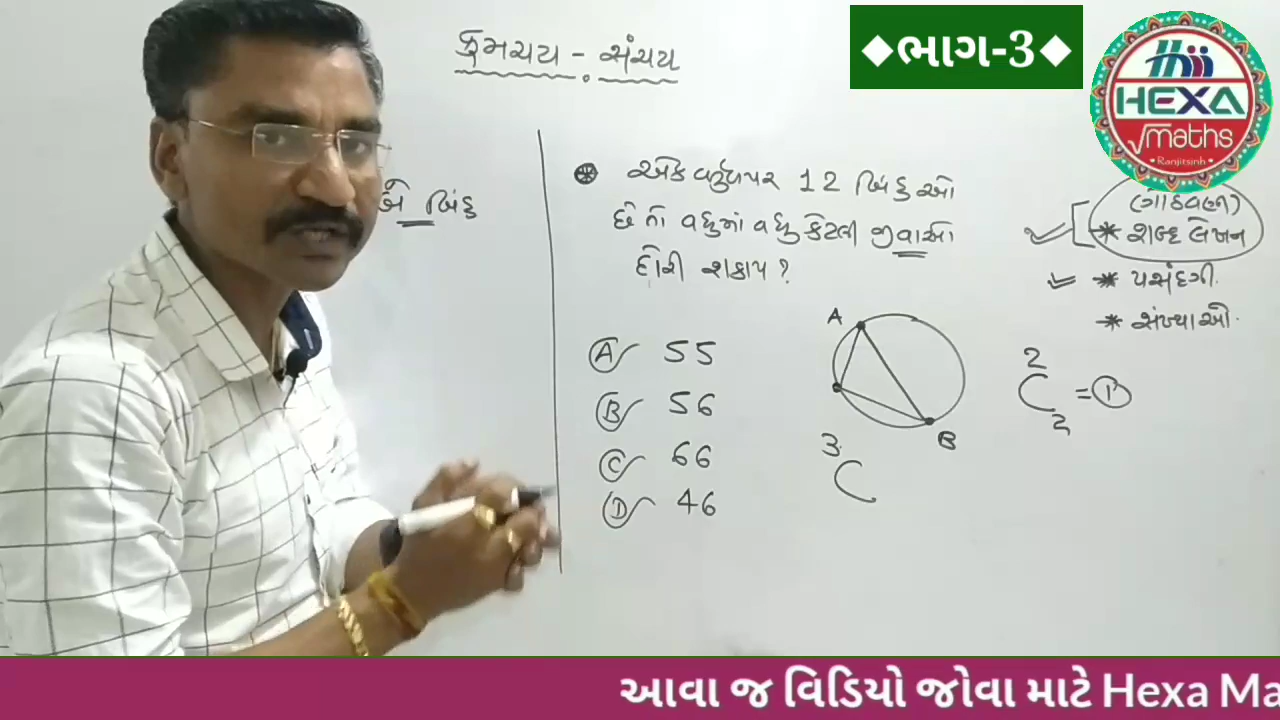 ક્રમચય - સંચય
◆ભાગ-3◆
HEXA
√maths
Ranjitsinh
બે બિંદુ
એક વર્તુળ પર 12 બિંદુઓ
છે તો વધુમાં વધુ કેટલી જીવાઓ
દોરી શકાય ?
A 55
B 56
C 66
D 46
A
B
3
C
2
C = 1
2
(ગોઠવણ)
* શબ્દ લેખન
* પસંદગી.
* સંખ્યાઓ.
આવા જ વિડિયો જોવા માટે Hexa Ma